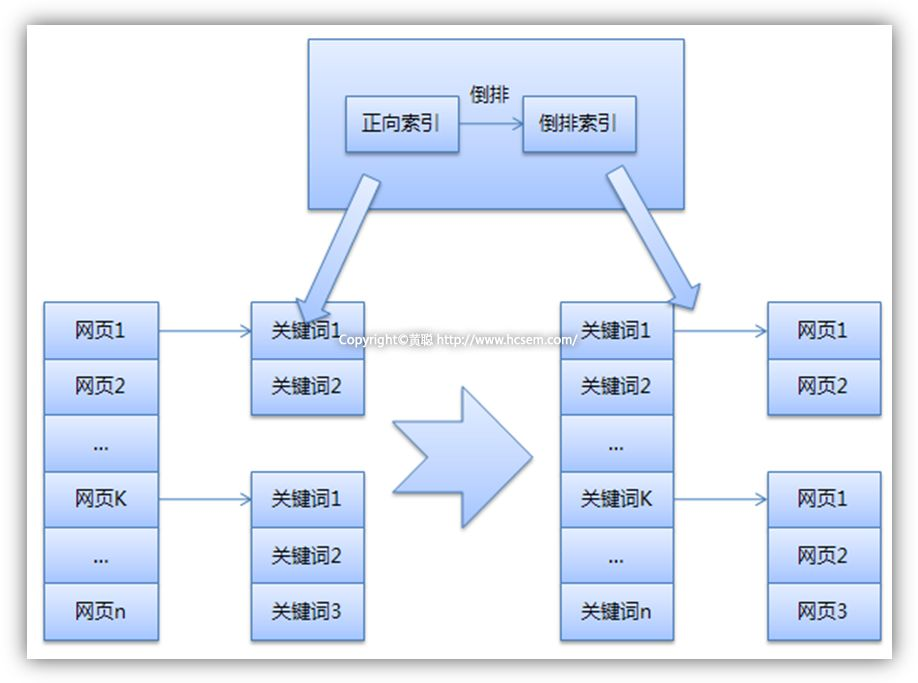 倒排
正向索引
倒排索引
网页1
网页2
...
网页K
...
网页n
关键词1
关键词2
关键词1
关键词2
关键词3
Copyright©黄聪 http://www.hcsem.com/
关键词1
关键词2
...
关键词K
...
关键词n
网页1
网页2
网页1
网页2
网页3